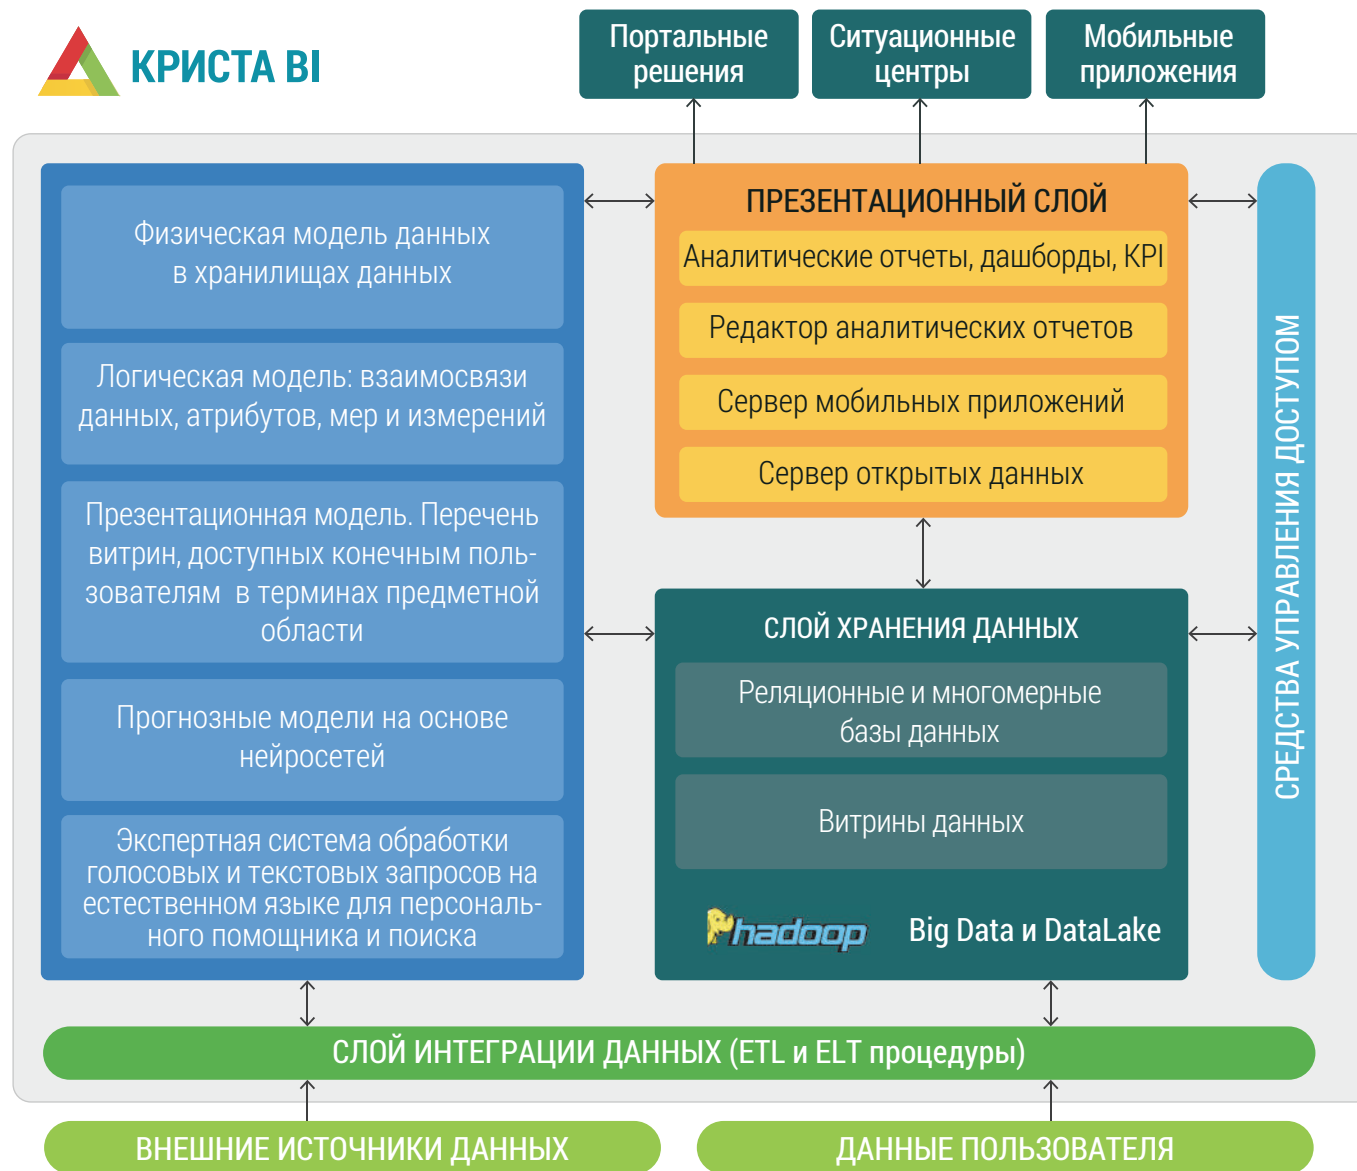 КРИСТА BI
Портальные
решения
Ситуационные
центры
Мобильные
приложения
Физическая модель данных
в хранилищах данных
Логическая модель: взаимосвязи
данных, атрибутов, мер и измерений
Презентационная модель. Перечень
витрин, доступных конечным поль-
зователям в терминах предметной
области
Прогнозные модели на основе
нейросетей
Экспертная система обработки
голосовых и текстовых запросов на
естественном языке для персональ-
ного помощника и поиска
ПРЕЗЕНТАЦИОННЫЙ СЛОЙ
Аналитические отчеты, дашборды, KPI
Редактор аналитических отчетов
Сервер мобильных приложений
Сервер открытых данных
СЛОЙ ХРАНЕНИЯ ДАННЫХ
Реляционные и многомерные
базы данных
Витрины данных
hadoop
Big Data и DataLake
СРЕДСТВА УПРАВЛЕНИЯ ДОСТУПОМ
СЛОЙ ИНТЕГРАЦИИ ДАННЫХ (ETL и ELT процедуры)
ВНЕШНИЕ ИСТОЧНИКИ ДАННЫХ
ДАННЫЕ ПОЛЬЗОВАТЕЛЯ